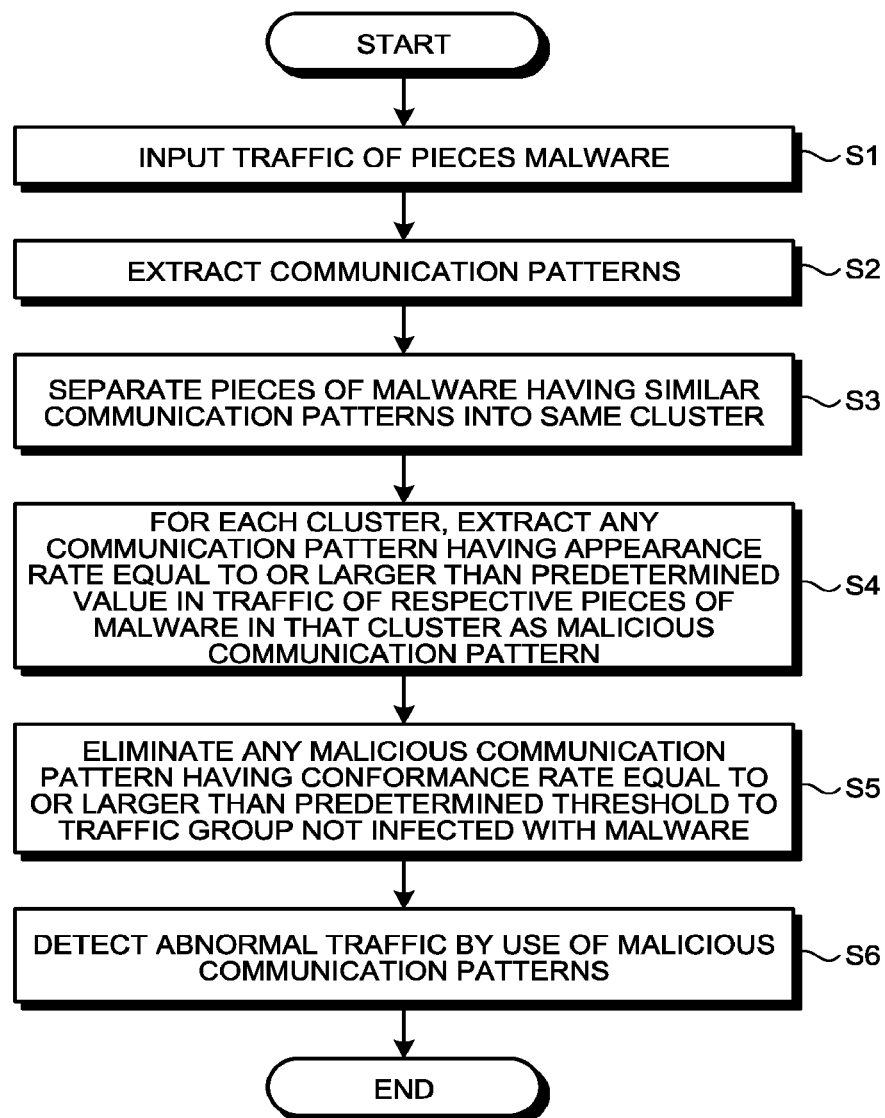 START
INPUT TRAFFIC OF PIECES MALWARE
S1
EXTRACT COMMUNICATION PATTERNS
S2
SEPARATE PIECES OF MALWARE HAVING SIMILAR
COMMUNICATION PATTERNS INTO SAME CLUSTER
S3
FOR EACH CLUSTER, EXTRACT ANY
COMMUNICATION PATTERN HAVING APPEARANCE
RATE EQUAL TO OR LARGER THAN PREDETERMINED
VALUE IN TRAFFIC OF RESPECTIVE PIECES OF
MALWARE IN THAT CLUSTER AS MALICIOUS
COMMUNICATION PATTERN
S4
ELIMINATE ANY MALICIOUS COMMUNICATION
PATTERN HAVING CONFORMANCE RATE EQUAL TO
OR LARGER THAN PREDETERMINED THRESHOLD TO
TRAFFIC GROUP NOT INFECTED WITH MALWARE
S5
DETECT ABNORMAL TRAFFIC BY USE OF MALICIOUS
COMMUNICATION PATTERNS
S6
END